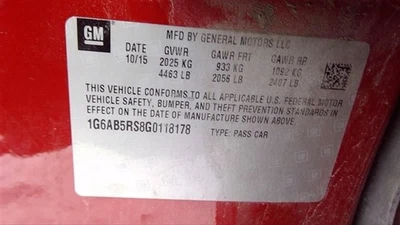 GM
MFD BY GENERAL MOTORS LLC
DATE GVWR GAWR FRT GAWR RR
10/15 2025 KG 933 KG 1092 KG
4463 LB 2056 LB 2407 LB
THIS VEHICLE CONFORMS TO ALL APPLICABLE U.S. FEDERAL MOTOR
VEHICLE SAFETY, BUMPER, AND THEFT PREVENTION STANDARDS IN
EFFECT ON THE DATE OF MANUFACTURE SHOWN ABOVE.
1G6AB5RS8G0118178 TYPE: PASS CAR